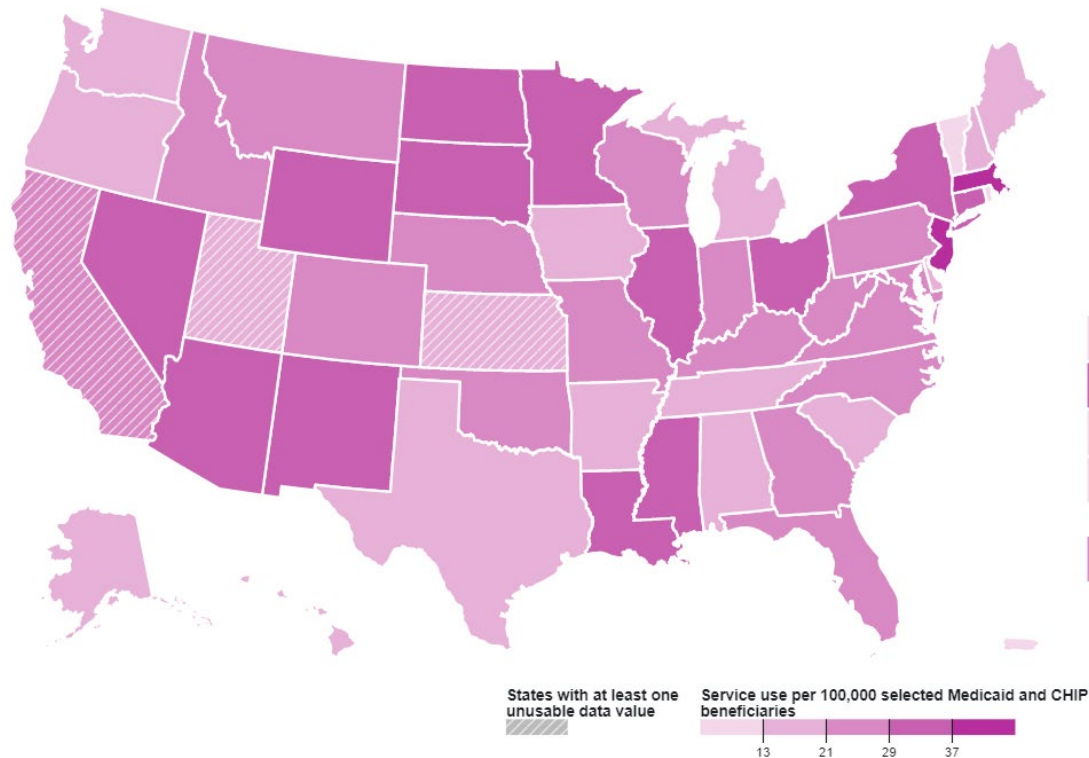 States with at least one
unusable data value
Service use per 100,000 selected Medicaid and CHIP
beneficiaries
13 21 29 37